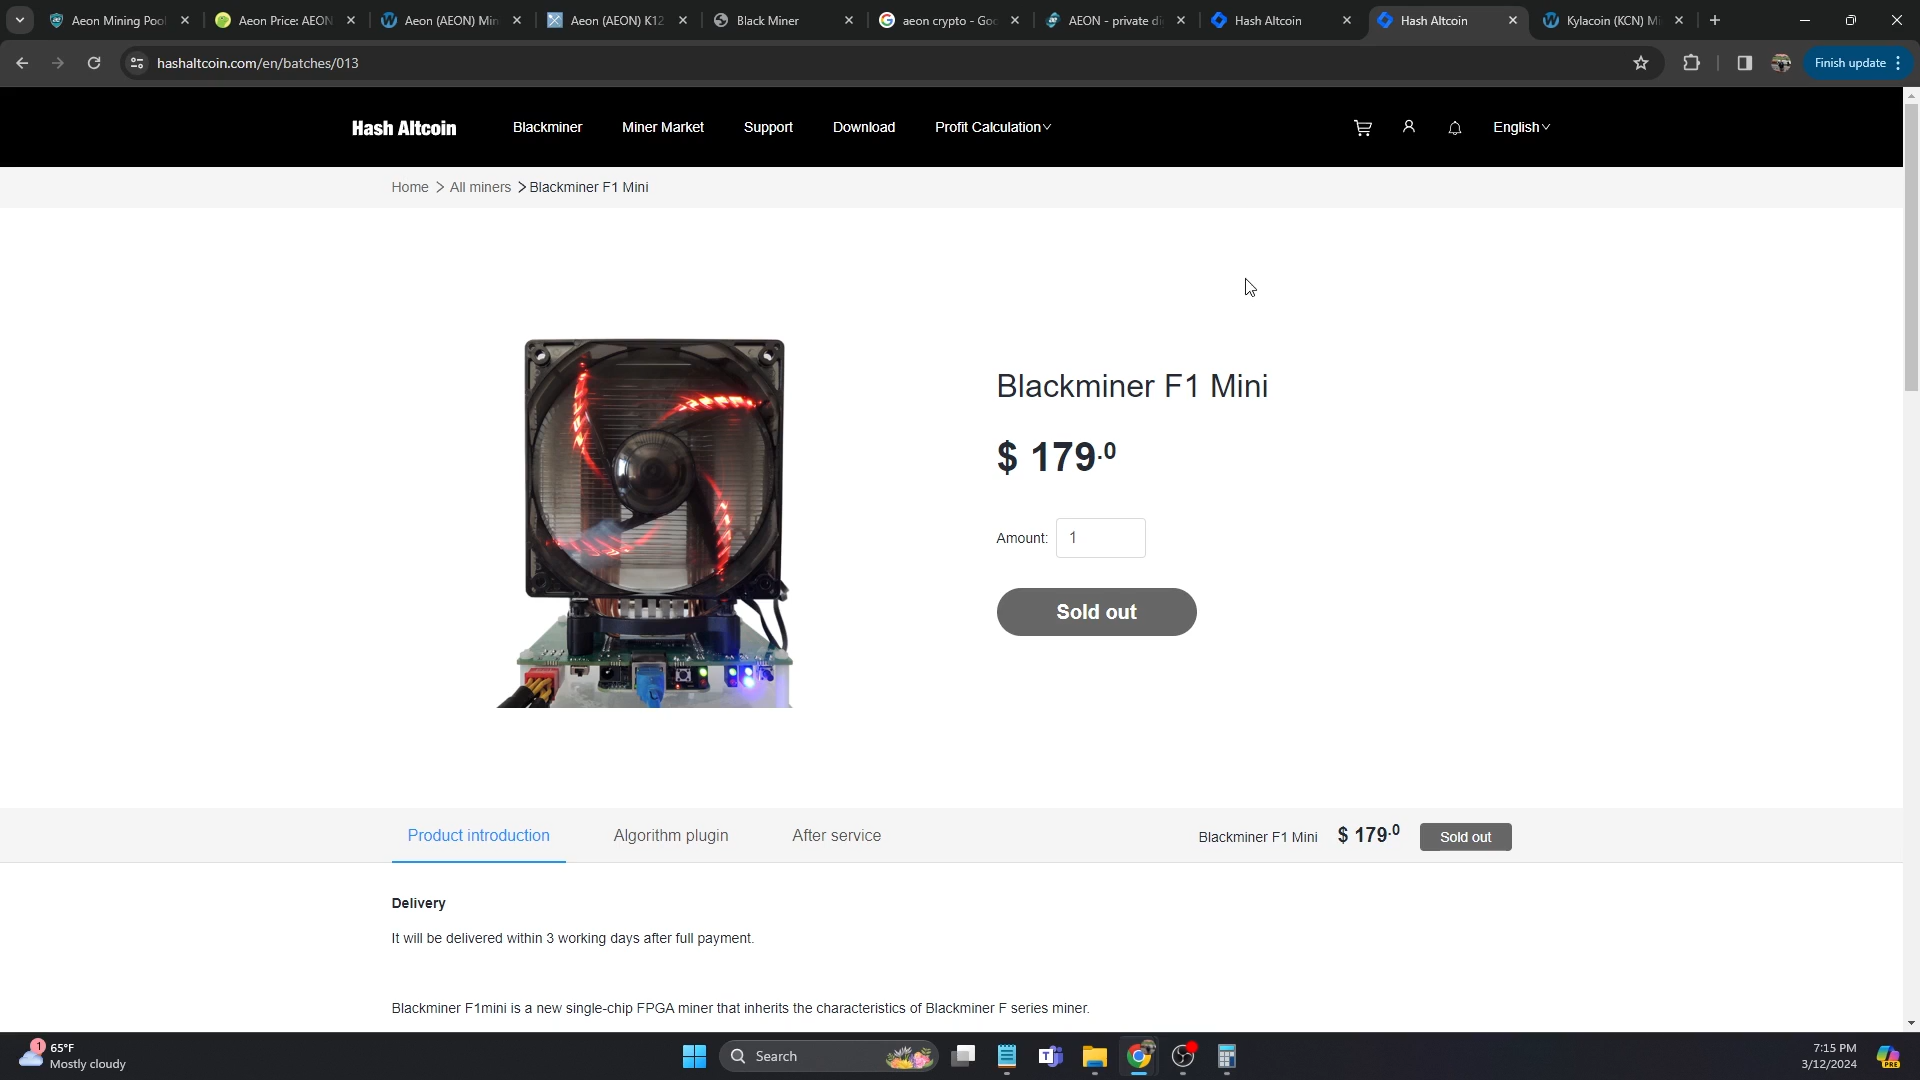 Aeon Mining Pool
Aeon Price: AEON
Aeon (AEON) Min
Aeon (AEON) K12
Black Miner
aeon crypto - Goo
AEON - private di
Hash Altcoin
Hash Altcoin
Kylacoin (KCN) Mi
hashaltcoin.com/en/batches/013
Finish update
Hash Altcoin
Blackminer
Miner Market
Support
Download
Profit Calculation
English
Home > All miners > Blackminer F1 Mini
Blackminer F1 Mini
$ 179.0
Amount: 1
Sold out
Product introduction
Algorithm plugin
After service
Blackminer F1 Mini $ 179.0 Sold out
Delivery
It will be delivered within 3 working days after full payment.
Blackminer F1mini is a new single-chip FPGA miner that inherits the characteristics of Blackminer F series miner.
1
65°F
Mostly cloudy
Search
PRE
7:15 PM
3/12/2024